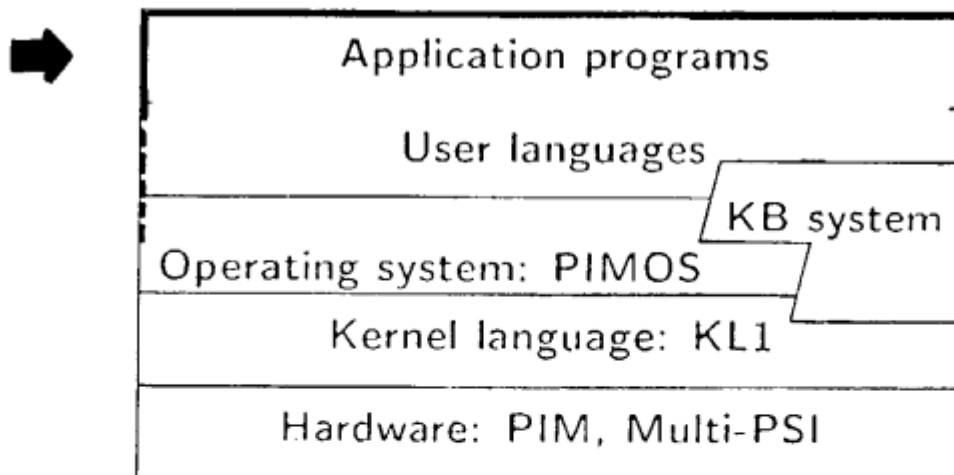 Application programs
User languages
KB system
Operating system: PIMOS
Kernel language: KL1
Hardware: PIM, Multi-PSI